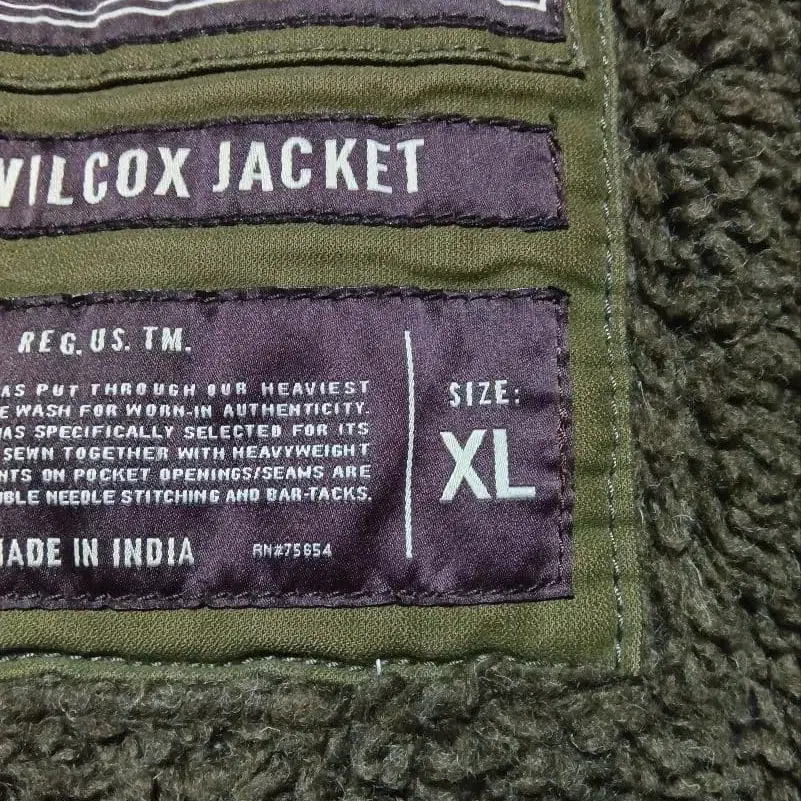 WILCOX JACKET
REG. US. TM.
AS PUT THROUGH OUR HEAVIEST
E WASH FOR WORN-IN AUTHENTICITY.
AS SPECIFICALLY SELECTED FOR ITS
SEWN TOGETHER WITH HEAVYWEIGHT
NTS ON POCKET OPENINGS/SEAMS ARE
UBLE NEEDLE STITCHING AND BAR-TACKS.
MADE IN INDIA
RN#75654
SIZE:
XL